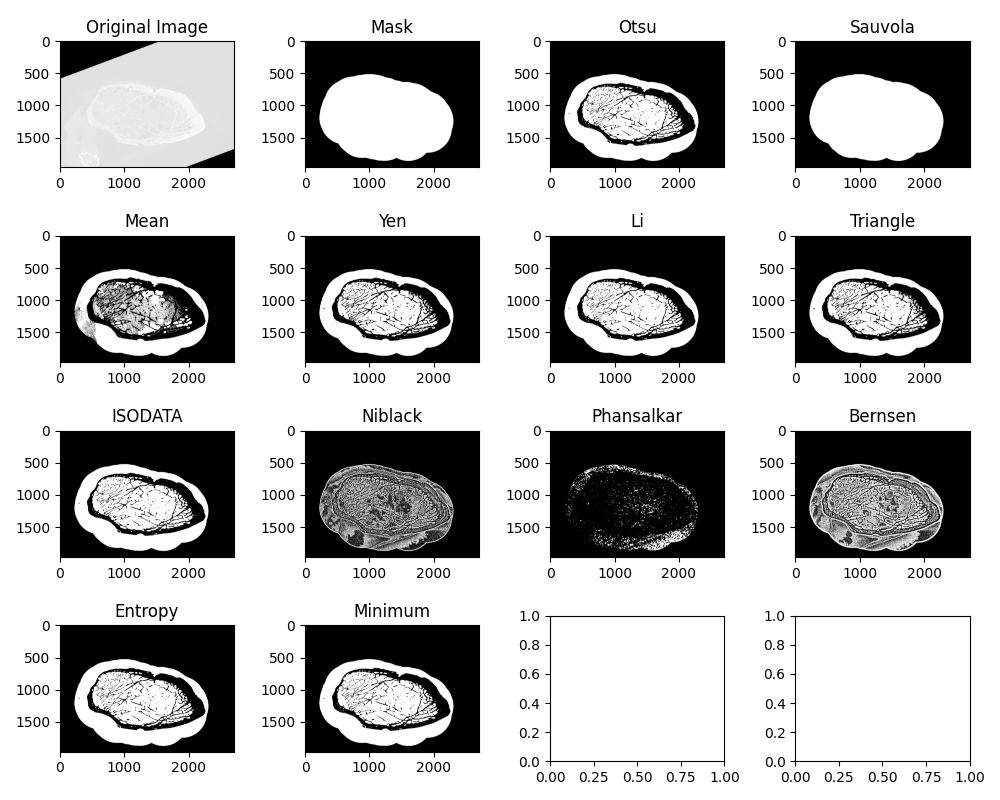 Original Image Mask Otsu Sauvola
0 0 0 0
500 500 500 500
1000 1000 1000 1000
1500 1500 1500 1500
0 1000 2000 0 1000 2000 0 1000 2000 0 1000 2000
Mean Yen Li Triangle
0 0 0 0
500 500 500 500
1000 1000 1000 1000
1500 1500 1500 1500
0 1000 2000 0 1000 2000 0 1000 2000 0 1000 2000
ISODATA Niblack Phansalkar Bernsen
0 0 0 0
500 500 500 500
1000 1000 1000 1000
1500 1500 1500 1500
0 1000 2000 0 1000 2000 0 1000 2000 0 1000 2000
Entropy Minimum
0 0 1.0 1.0
500 500 0.8 0.8
1000 1000 0.6 0.6
1500 1500 0.4 0.4
0.2 0.2
0.0 0.0
0 1000 2000 0 1000 2000 0.00 0.25 0.50 0.75 1.00 0.00 0.25 0.50 0.75 1.00